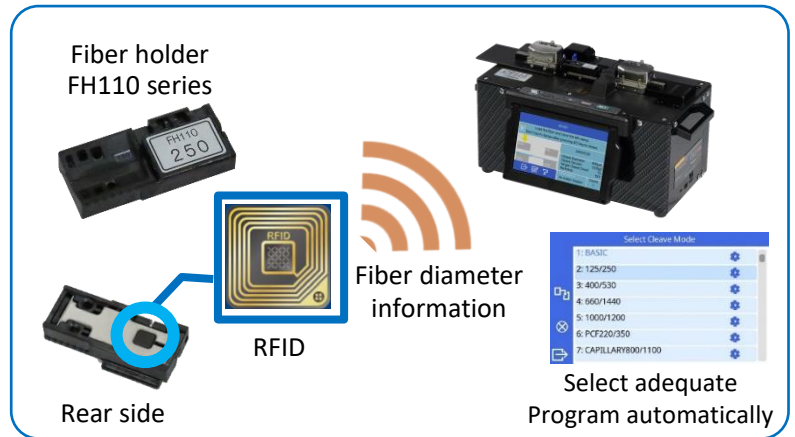 Fiber holder
FH110 series
FH110
250
RFID
Fiber diameter
information
RFID
Rear side
Select Cleave Mode
1: BASIC
2: 125/250
3: 400/530
4: 660/1440
5: 1000/1200
6: PCF220/350
7: CAPILLARY800/1100
Select adequate
Program automatically